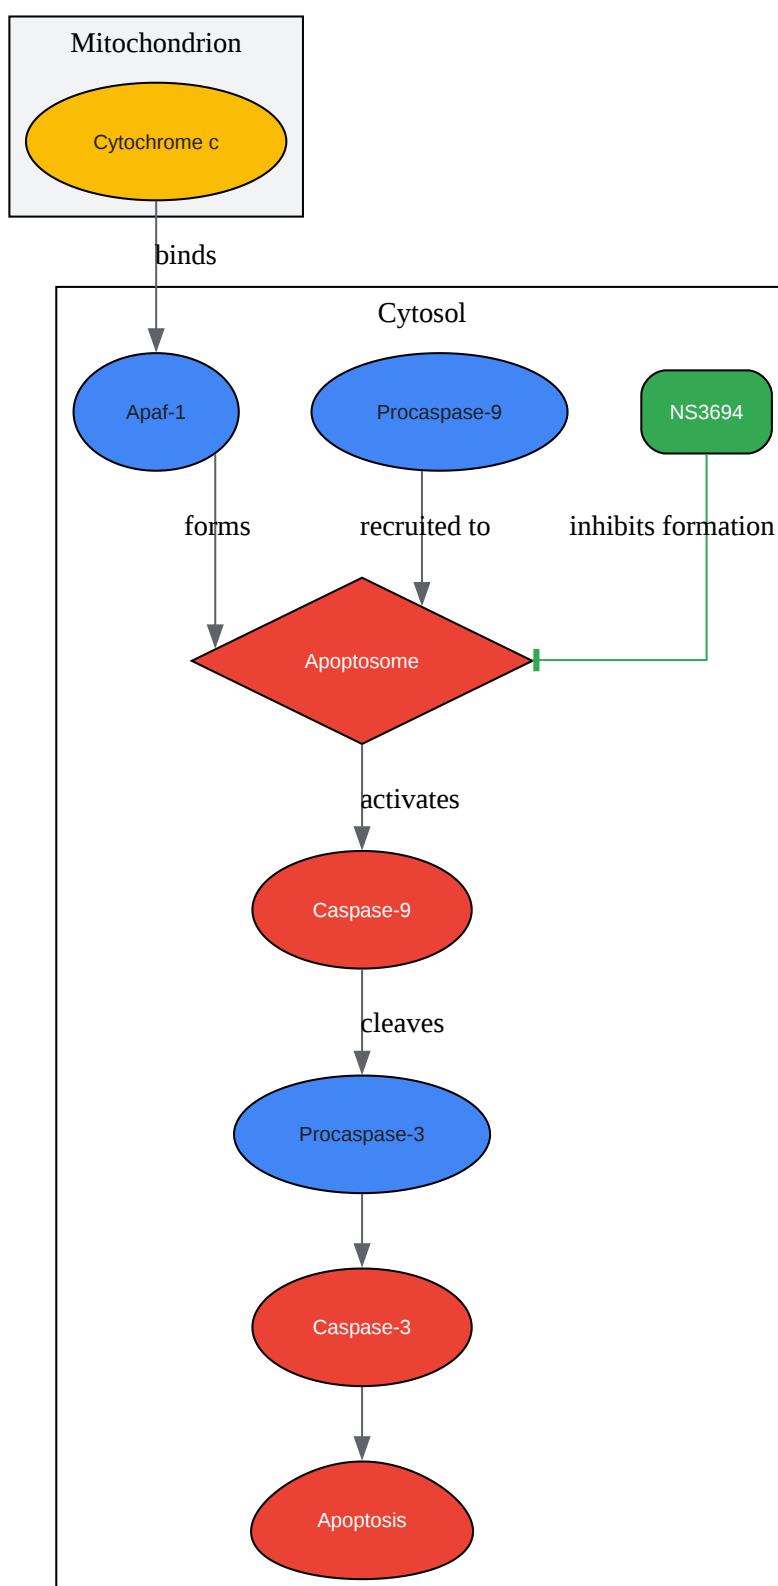 Mitochondrion
Cytochrome c
binds
Cytosol
Apaf-1
Procaspase-9
NS3694
forms
recruited to
inhibits formation
Apoptosome
activates
Caspase-9
cleaves
Procaspase-3
Caspase-3
Apoptosis